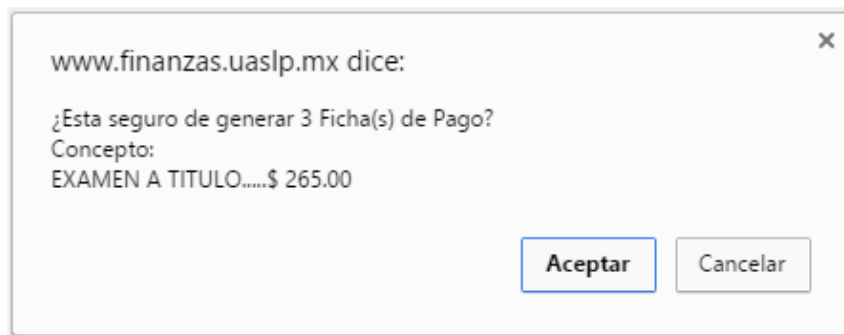 www.finanzas.uaslp.mx dice:
¿Esta seguro de generar 3 Ficha(s) de Pago?
Concepto:
EXAMEN A TITULO.....$ 265.00
Aceptar
Cancelar